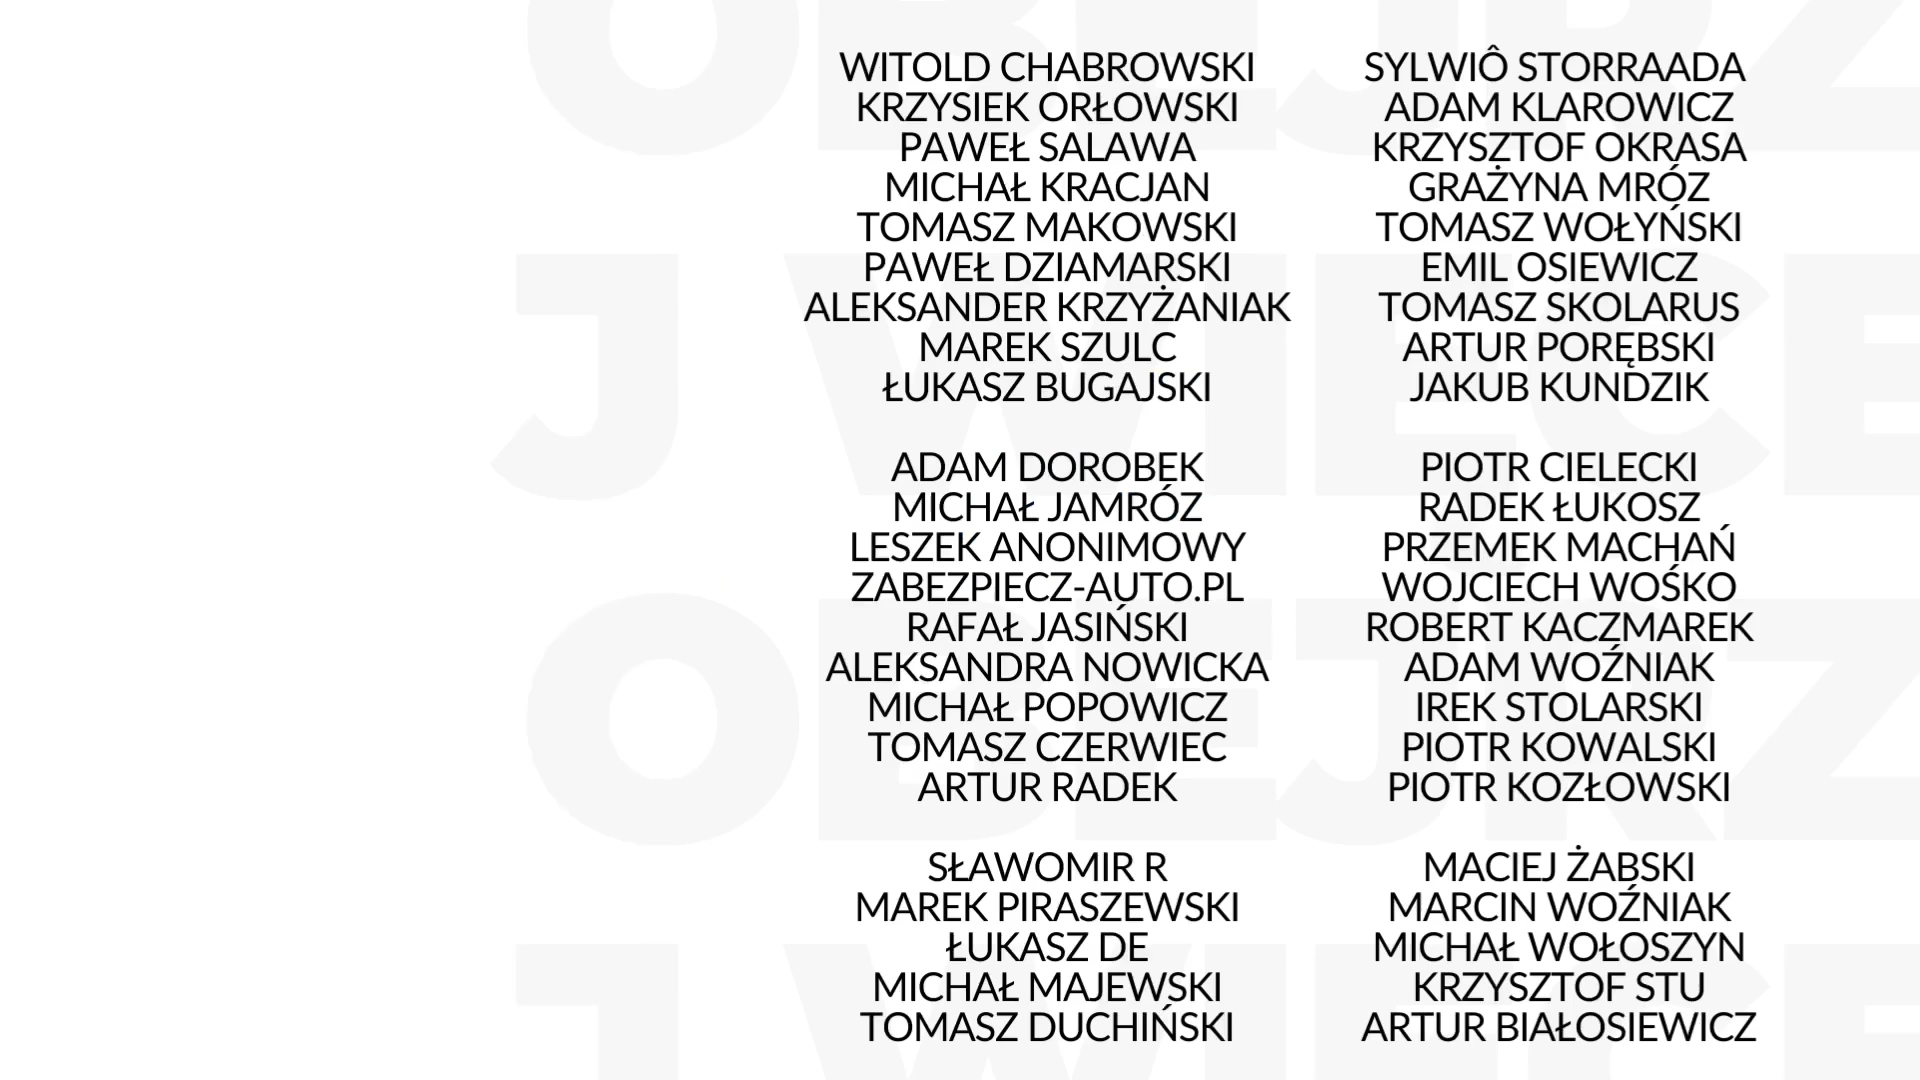 WITOLD CHABROWSKI
KRZYSIEK ORŁOWSKI
PAWEŁ SALAWA
MICHAŁ KRACJAN
TOMASZ MAKOWSKI
PAWEŁ DZIAMARSKI
ALEKSANDER KRZYŻANIAK
MAREK SZULC
ŁUKASZ BUGAJSKI
ADAM DOROBEK
MICHAŁ JAMRÓZ
LESZEK ANONIMOWY
ZABEZPIECZ-AUTO.PL
RAFAŁ JASIŃSKI
ALEKSANDRA NOWICKA
MICHAŁ POPOWICZ
TOMASZ CZERWIEC
ARTUR RADEK
SŁAWOMIR R
MAREK PIRASZEWSKI
ŁUKASZ DE
MICHAŁ MAJEWSKI
TOMASZ DUCHIŃSKI
SYLWIÔ STORRAADA
ADAM KLAROWICZ
KRZYSZTOF OKRASA
GRAŻYNA MRÓZ
TOMASZ WOŁYŃSKI
EMIL OSIEWICZ
TOMASZ SKOLARUS
ARTUR PORĘBSKI
JAKUB KUNDZIK
PIOTR CIELECKI
RADEK ŁUKOSZ
PRZEMEK MACHAŃ
WOJCIECH WOŚKO
ROBERT KACZMAREK
ADAM WOŹNIAK
IREK STOLARSKI
PIOTR KOWALSKI
PIOTR KOZŁOWSKI
MACIEJ ŻABSKI
MARCIN WOŹNIAK
MICHAŁ WOŁOSZYN
KRZYSZTOF STU
ARTUR BIAŁOSIEWICZ